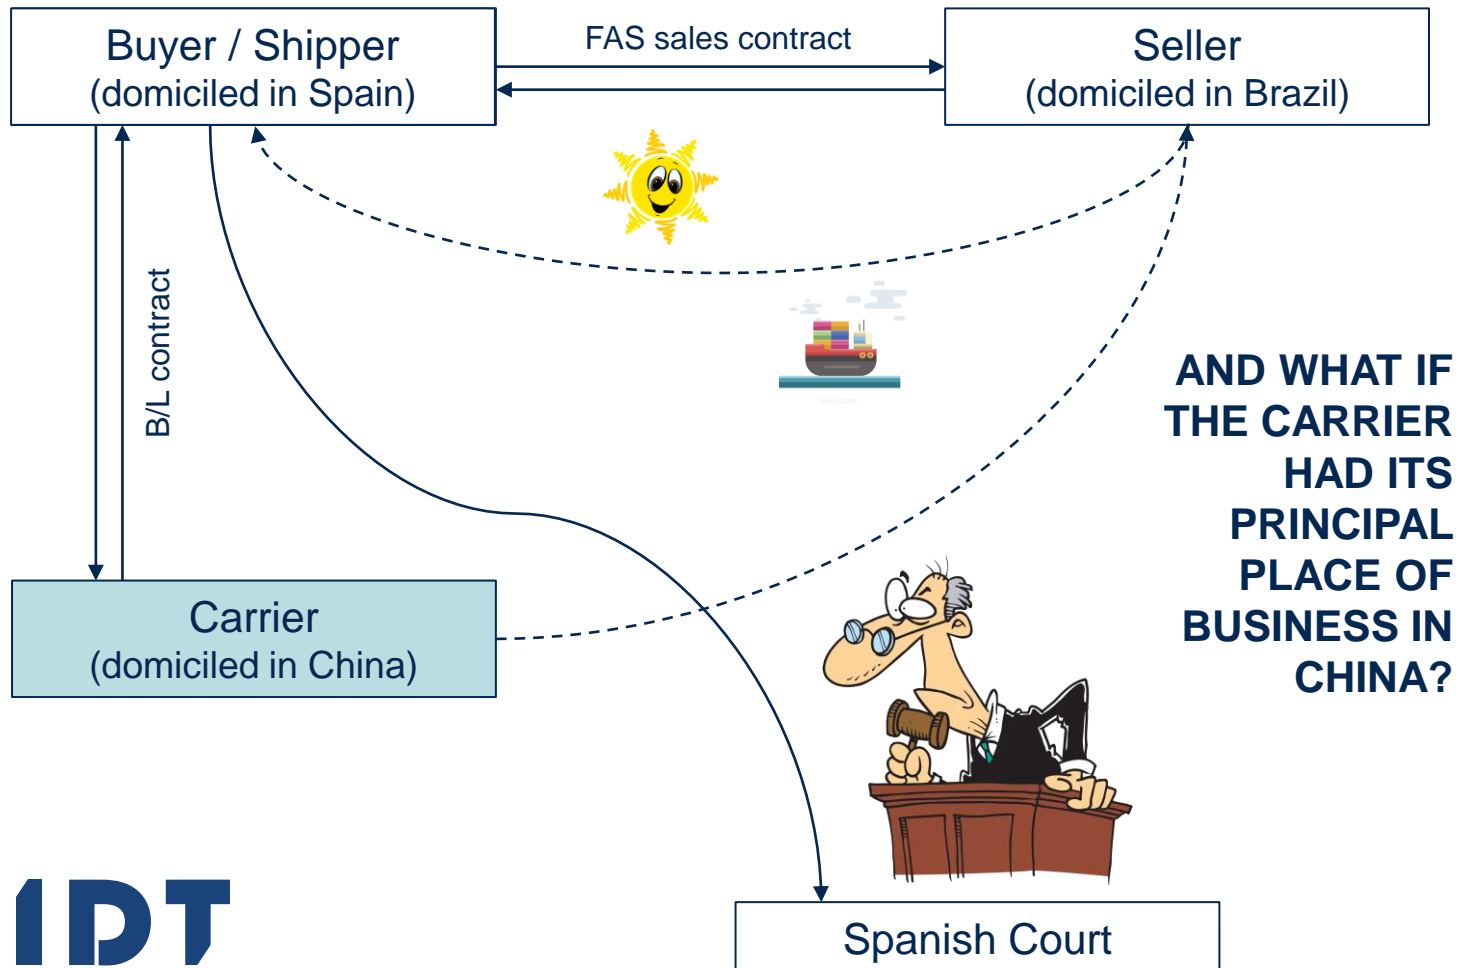 Buyer / Shipper
(domiciled in Spain)
FAS sales contract
Seller
(domiciled in Brazil)
B/L contract
AND WHAT IF
THE CARRIER
HAD ITS
PRINCIPAL
PLACE OF
BUSINESS IN
CHINA?
Carrier
(domiciled in China)
Spanish Court
IDT